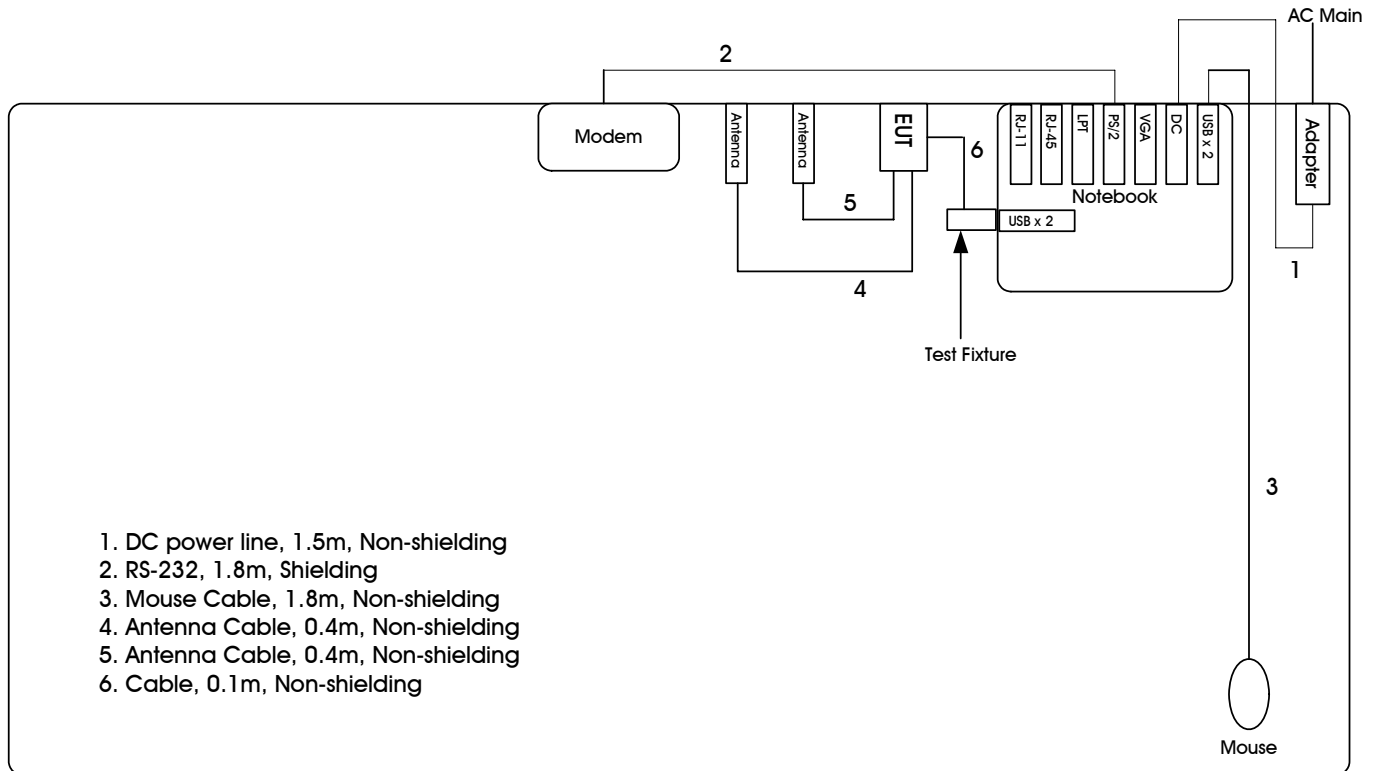 AC Main
2
Modem
Antenna
Antenna
EUT
6
RJ-11
RJ-45
LPT
PS/2
VGA
DC
USB x 2
Adapter
Notebook
5
USB x 2
4
1
Test Fixture
3
1. DC power line, 1.5m, Non-shielding
2. RS-232, 1.8m, Shielding
3. Mouse Cable, 1.8m, Non-shielding
4. Antenna Cable, 0.4m, Non-shielding
5. Antenna Cable, 0.4m, Non-shielding
6. Cable, 0.1m, Non-shielding
Mouse